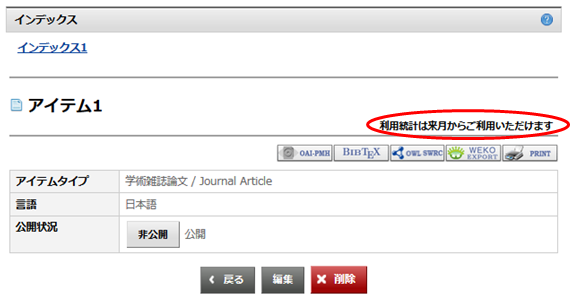 インデックス ?
インデックス1
アイテム1
利用統計は来月からご利用いただけます
OAI-PMH BIBTEX OWL SWRC WEKO EXPORT PRINT
アイテムタイプ 学術雑誌論文 / Journal Article
言語 日本語
公開状況 非公開 公開
戻る 編集 削除